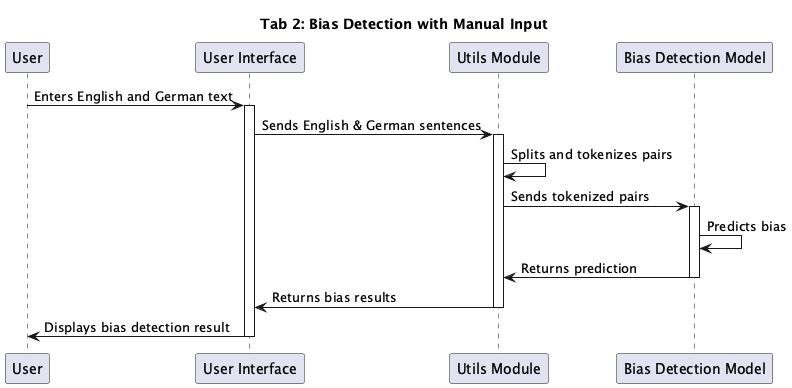 Tab 2: Bias Detection with Manual Input
User
User Interface
Utils Module
Bias Detection Model
Enters English and German text
Sends English & German sentences
Splits and tokenizes pairs
Sends tokenized pairs
Predicts bias
Returns prediction
Returns bias results
Displays bias detection result
User
User Interface
Utils Module
Bias Detection Model